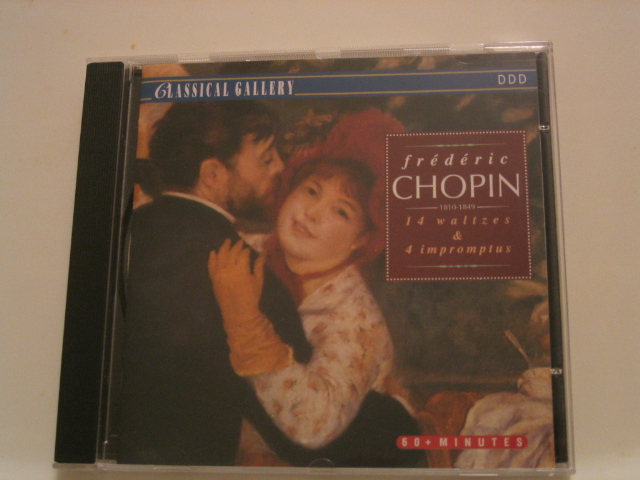 CLASSICAL GALLERY
DDD
frédéric
CHOPIN
1810-1849
14 waltzes
&
4 impromptus
60+ MINUTES